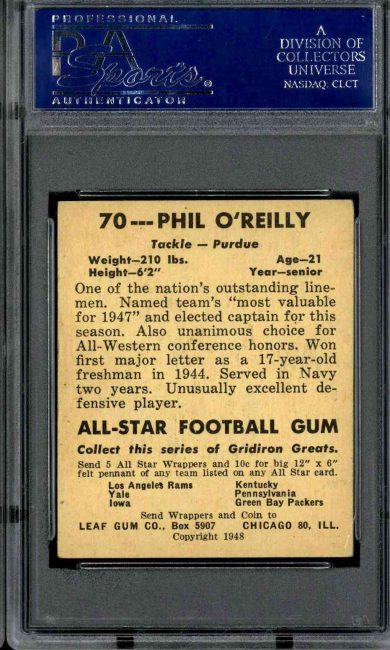 PROFESSIONAL
PSA
Sports®
AUTHENTICATOR
A
DIVISION OF
COLLECTORS
UNIVERSE
NASDAQ: CLCT
70---PHIL O'REILLY
Tackle — Purdue
Weight—210 lbs. Age—21
Height—6'2" Year—senior
One of the nation's outstanding line-
men. Named team's "most valuable
for 1947" and elected captain for this
season. Also unanimous choice for
All-Western conference honors. Won
first major letter as a 17-year-old
freshman in 1944. Served in Navy
two years. Unusually excellent de-
fensive player.
ALL-STAR FOOTBALL GUM
Collect this series of Gridiron Greats.
Send 5 All Star Wrappers and 10c for big 12" x 6"
felt pennant of any team listed on any All Star card.
Los Angeles Rams Kentucky
Yale Pennsylvania
Iowa Green Bay Packers
Send Wrappers and Coin to
LEAF GUM CO., Box 5907 CHICAGO 80, ILL.
Copyright 1948